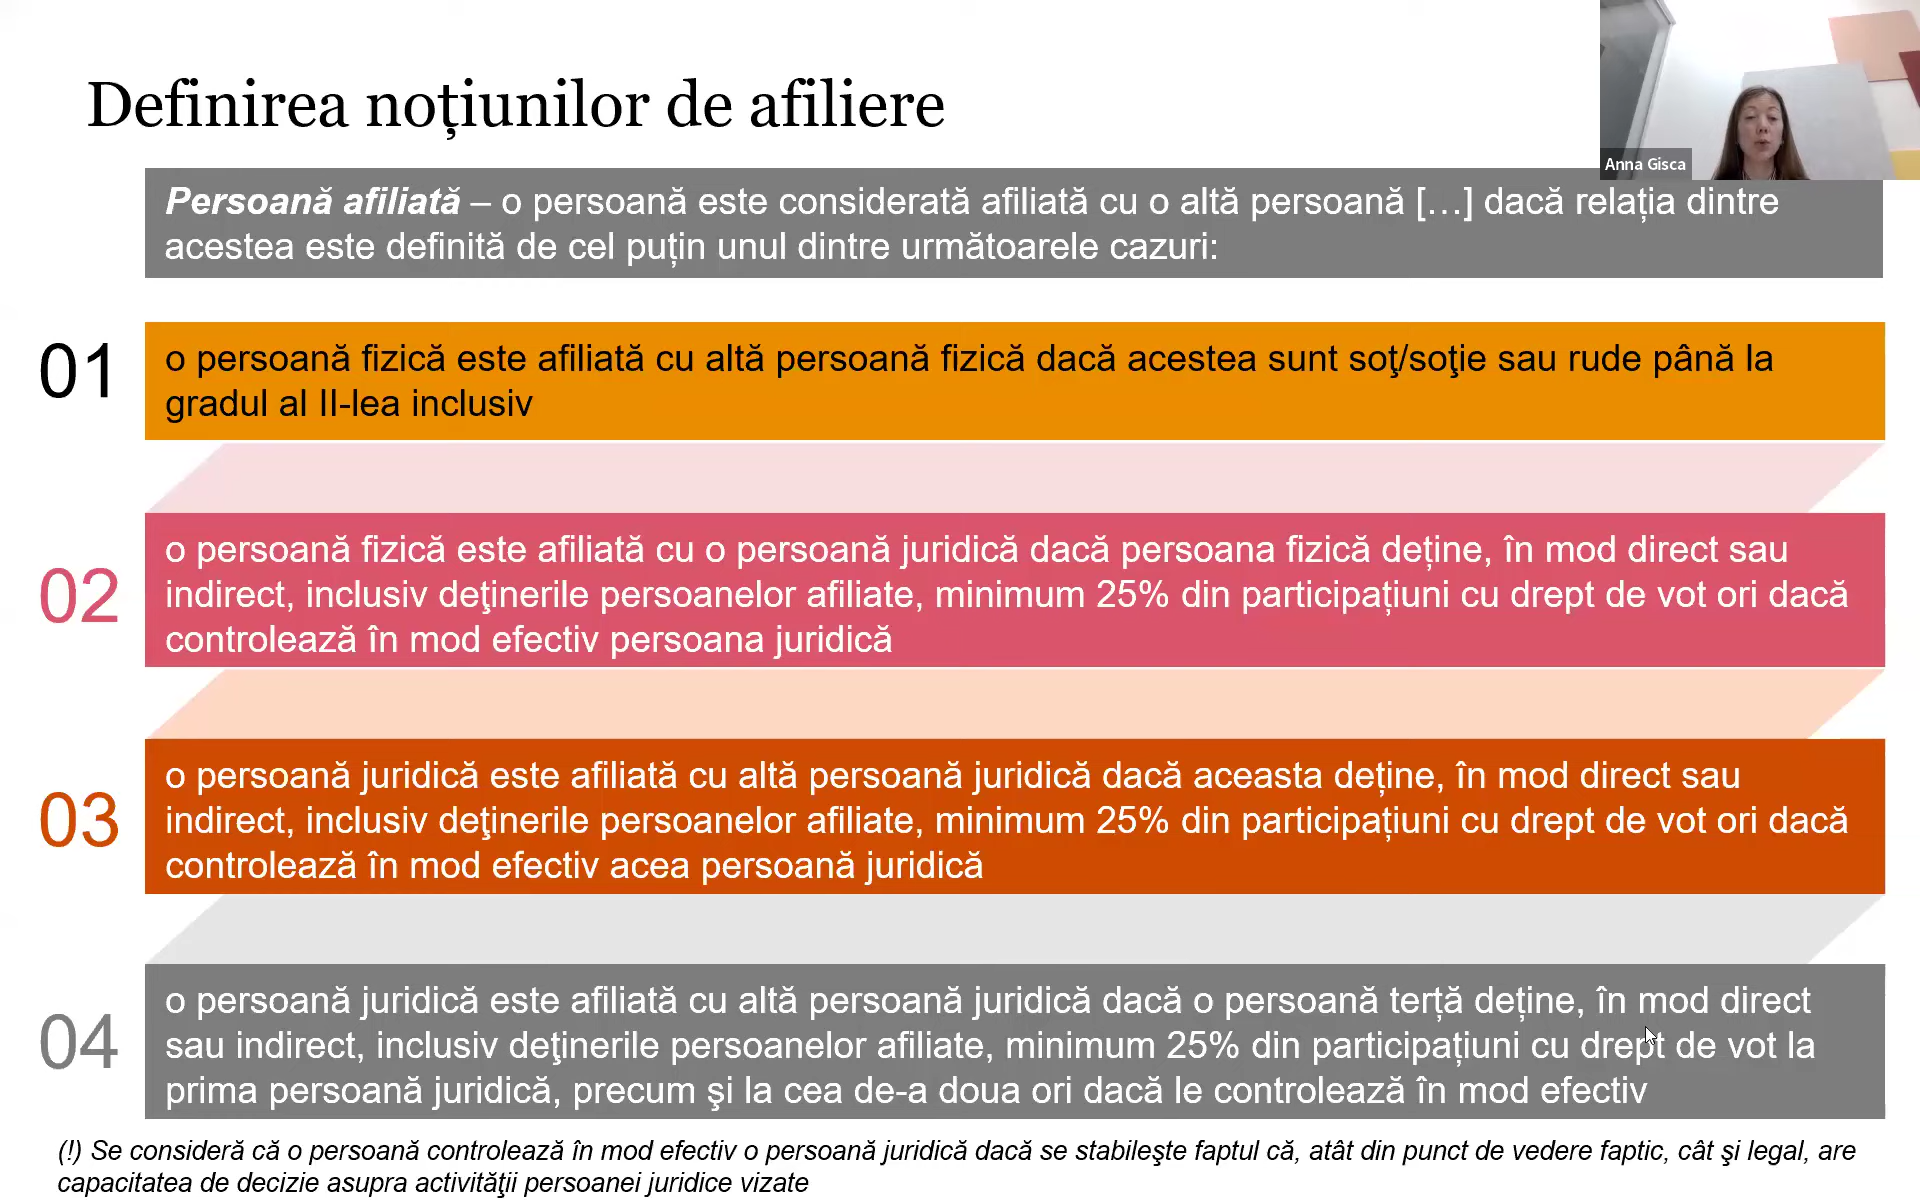 Definirea noțiunilor de afiliere
Anna Gisca
Persoană afiliată – o persoană este considerată afiliată cu o altă persoană […] dacă relația dintre
acestea este definită de cel puțin unul dintre următoarele cazuri:
01
o persoană fizică este afiliată cu altă persoană fizică dacă acestea sunt soţ/soţie sau rude până la
gradul al II-lea inclusiv
02
o persoană fizică este afiliată cu o persoană juridică dacă persoana fizică deține, în mod direct sau
indirect, inclusiv deţinerile persoanelor afiliate, minimum 25% din participațiuni cu drept de vot ori dacă
controlează în mod efectiv persoana juridică
03
o persoană juridică este afiliată cu altă persoană juridică dacă aceasta deține, în mod direct sau
indirect, inclusiv deţinerile persoanelor afiliate, minimum 25% din participațiuni cu drept de vot ori dacă
controlează în mod efectiv acea persoană juridică
04
o persoană juridică este afiliată cu altă persoană juridică dacă o persoană terță deține, în mod direct
sau indirect, inclusiv deţinerile persoanelor afiliate, minimum 25% din participațiuni cu drept de vot la
prima persoană juridică, precum şi la cea de-a doua ori dacă le controlează în mod efectiv
(!) Se consideră că o persoană controlează în mod efectiv o persoană juridică dacă se stabileşte faptul că, atât din punct de vedere faptic, cât şi legal, are
capacitatea de decizie asupra activităţii persoanei juridice vizate